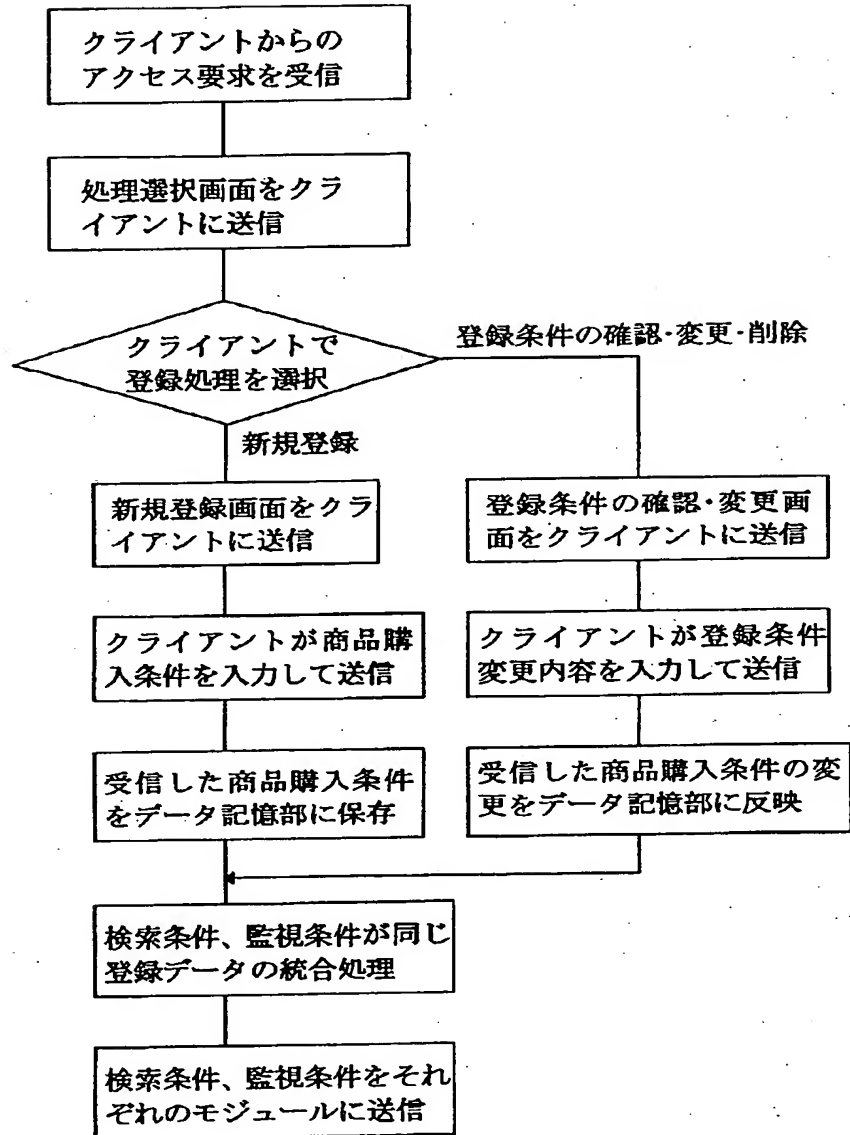 クライアントからの
アクセス要求を受信
処理選択画面をクラ
イアントに送信
クライアントで
登録処理を選択
登録条件の確認・変更・削除
新規登録
新規登録画面をクラ
イアントに送信
登録条件の確認・変更画
面をクライアントに送信
クライアントが商品購
入条件を入力して送信
クライアントが登録条件
変更内容を入力して送信
受信した商品購入条件
をデータ記憶部に保存
受信した商品購入条件の変
更をデータ記憶部に反映
検索条件、監視条件が同じ
登録データの統合処理
検索条件、監視条件をそれ
ぞれのモジュールに送信